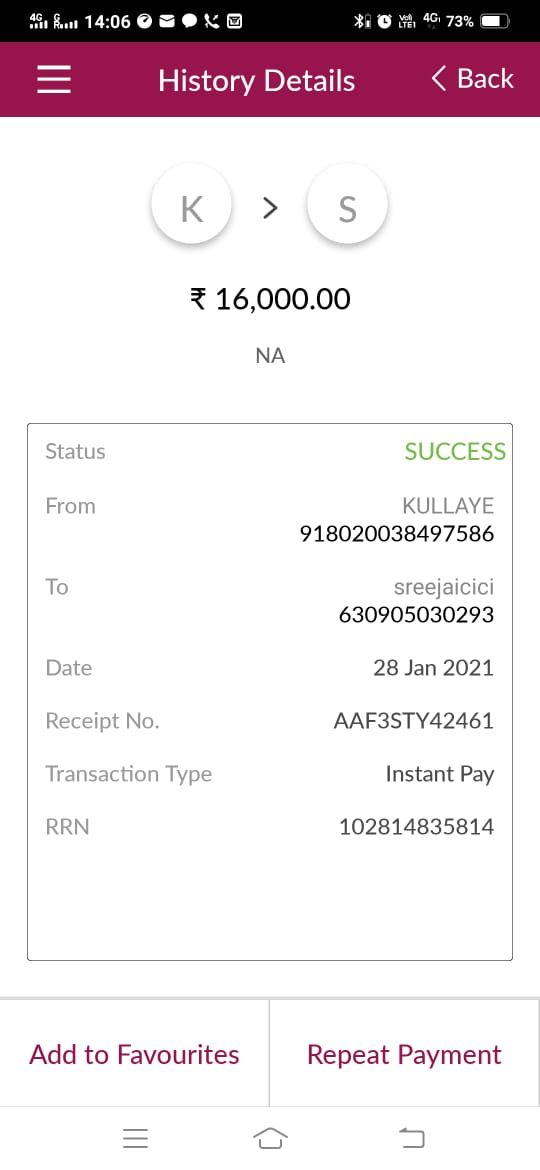 14:06
4G 73%
History Details
Back
K > S
₹ 16,000.00
NA
Status SUCCESS
From KULLAYE
918020038497586
To sreejaicici
630905030293
Date 28 Jan 2021
Receipt No. AAF3STY42461
Transaction Type Instant Pay
RRN 102814835814
Add to Favourites Repeat Payment